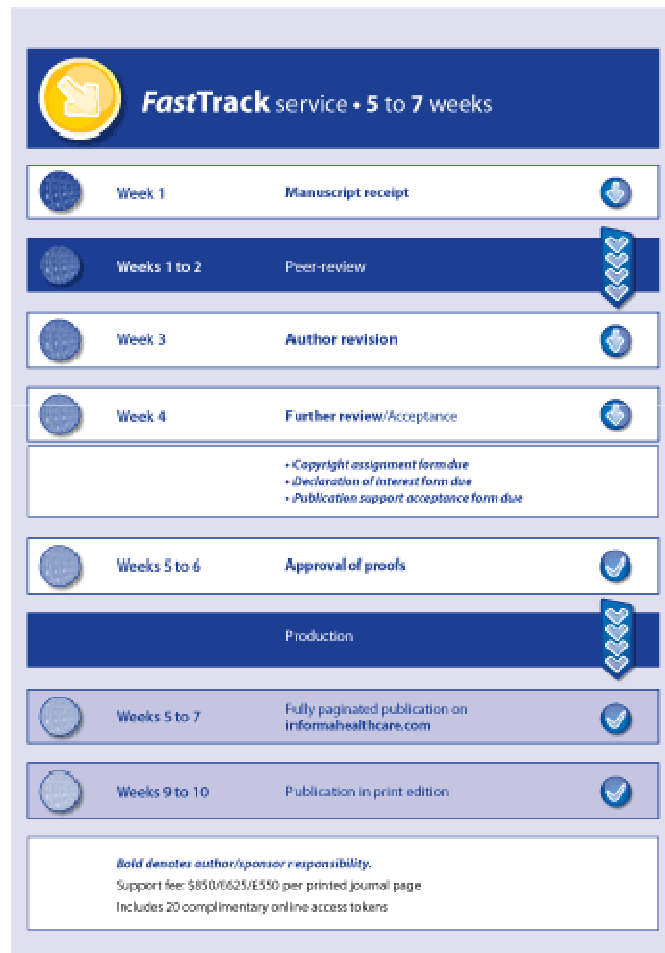 FastTrack service • 5 to 7 weeks
Week 1 Manuscript receipt
Weeks 1 to 2 Peer-review
Week 3 Author revision
Week 4 Further review/Acceptance
• Copyright assignment form due
• Declaration of interest form due
• Publication support acceptance form due
Weeks 5 to 6 Approval of proofs
Production
Weeks 5 to 7 Fully paginated publication on
informahealthcare.com
Weeks 9 to 10 Publication in print edition
Bold denotes author/sponsor responsibility.
Support fee: $850/€625/£550 per printed journal page
Includes 20 complimentary online access tokens